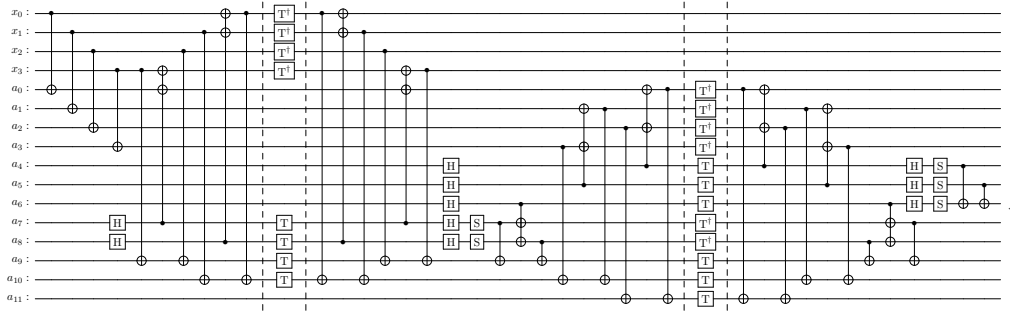 x₀ : T†
x₁ : T†
x₂ : T†
x₃ : T†
a₀ : T†
a₁ : T†
a₂ : T†
a₃ : T†
a₄ : H T H S
a₅ : H T H S
a₆ : H T H S
a₇ : H T H S T†
a₈ : H T H S T†
a₉ : T T
a₁₀ : T T
a₁₁ : T
.